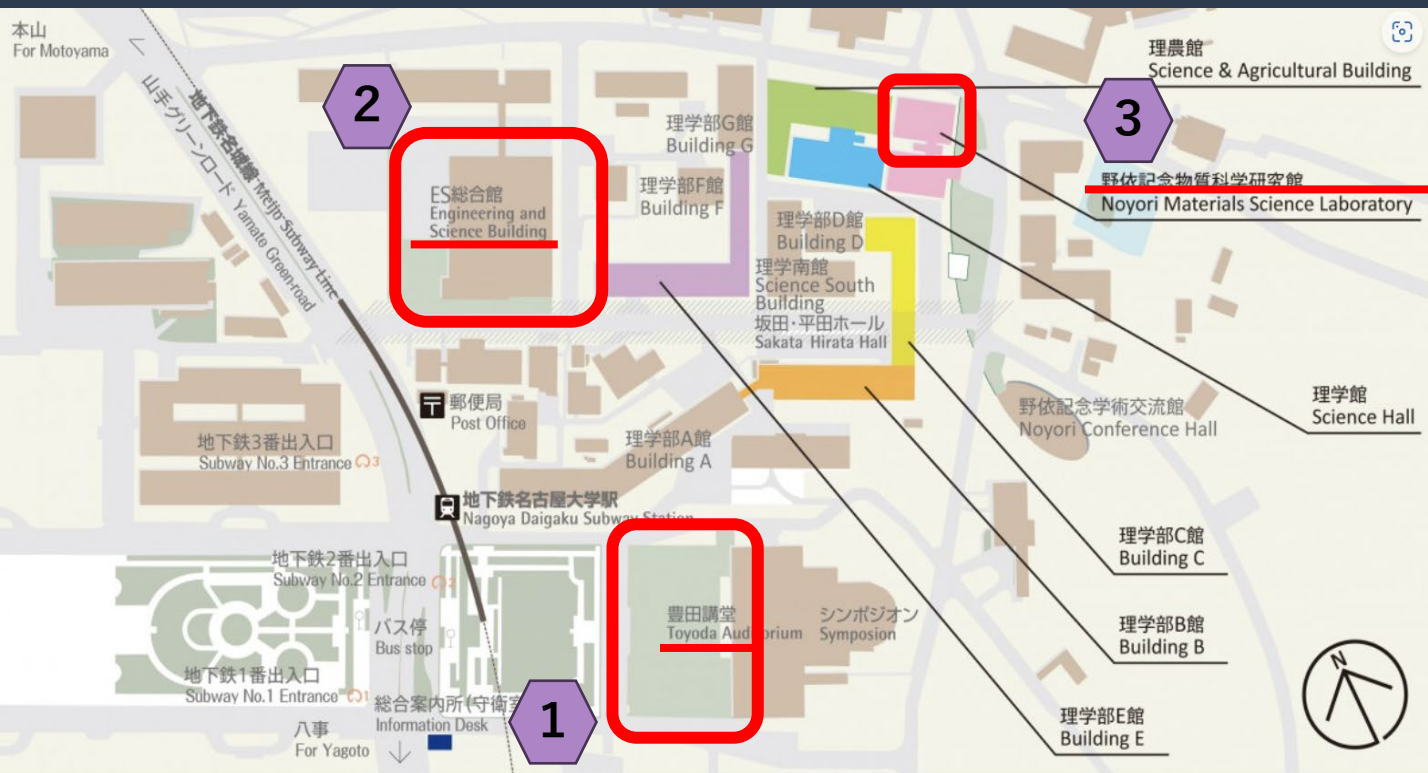 本山
For Motoyama
山手グリーンロード Yamate Green-road
地下鉄名城線 Meijo Subway Line
2
ES総合館
Engineering and
Science Building
理学部G館
Building G
理学部F館
Building F
理農館
Science & Agricultural Building
3
野依記念物質科学研究館
Noyori Materials Science Laboratory
理学部D館
Building D
理学南館
Science South
Building
坂田・平田ホール
Sakata Hirata Hall
理学館
Science Hall
野依記念学術交流館
Noyori Conference Hall
郵便局
Post Office
地下鉄3番出入口
Subway No.3 Entrance 3
理学部A館
Building A
地下鉄名古屋大学駅
Nagoya Daigaku Subway Station
理学部C館
Building C
地下鉄2番出入口
Subway No.2 Entrance 2
バス停
Bus stop
豊田講堂
Toyoda Auditorium
シンポジオン
Symposion
理学部B館
Building B
地下鉄1番出入口
Subway No.1 Entrance 1
総合案内所(守衛室
Information Desk
1
八事
For Yagoto
理学部E館
Building E
N